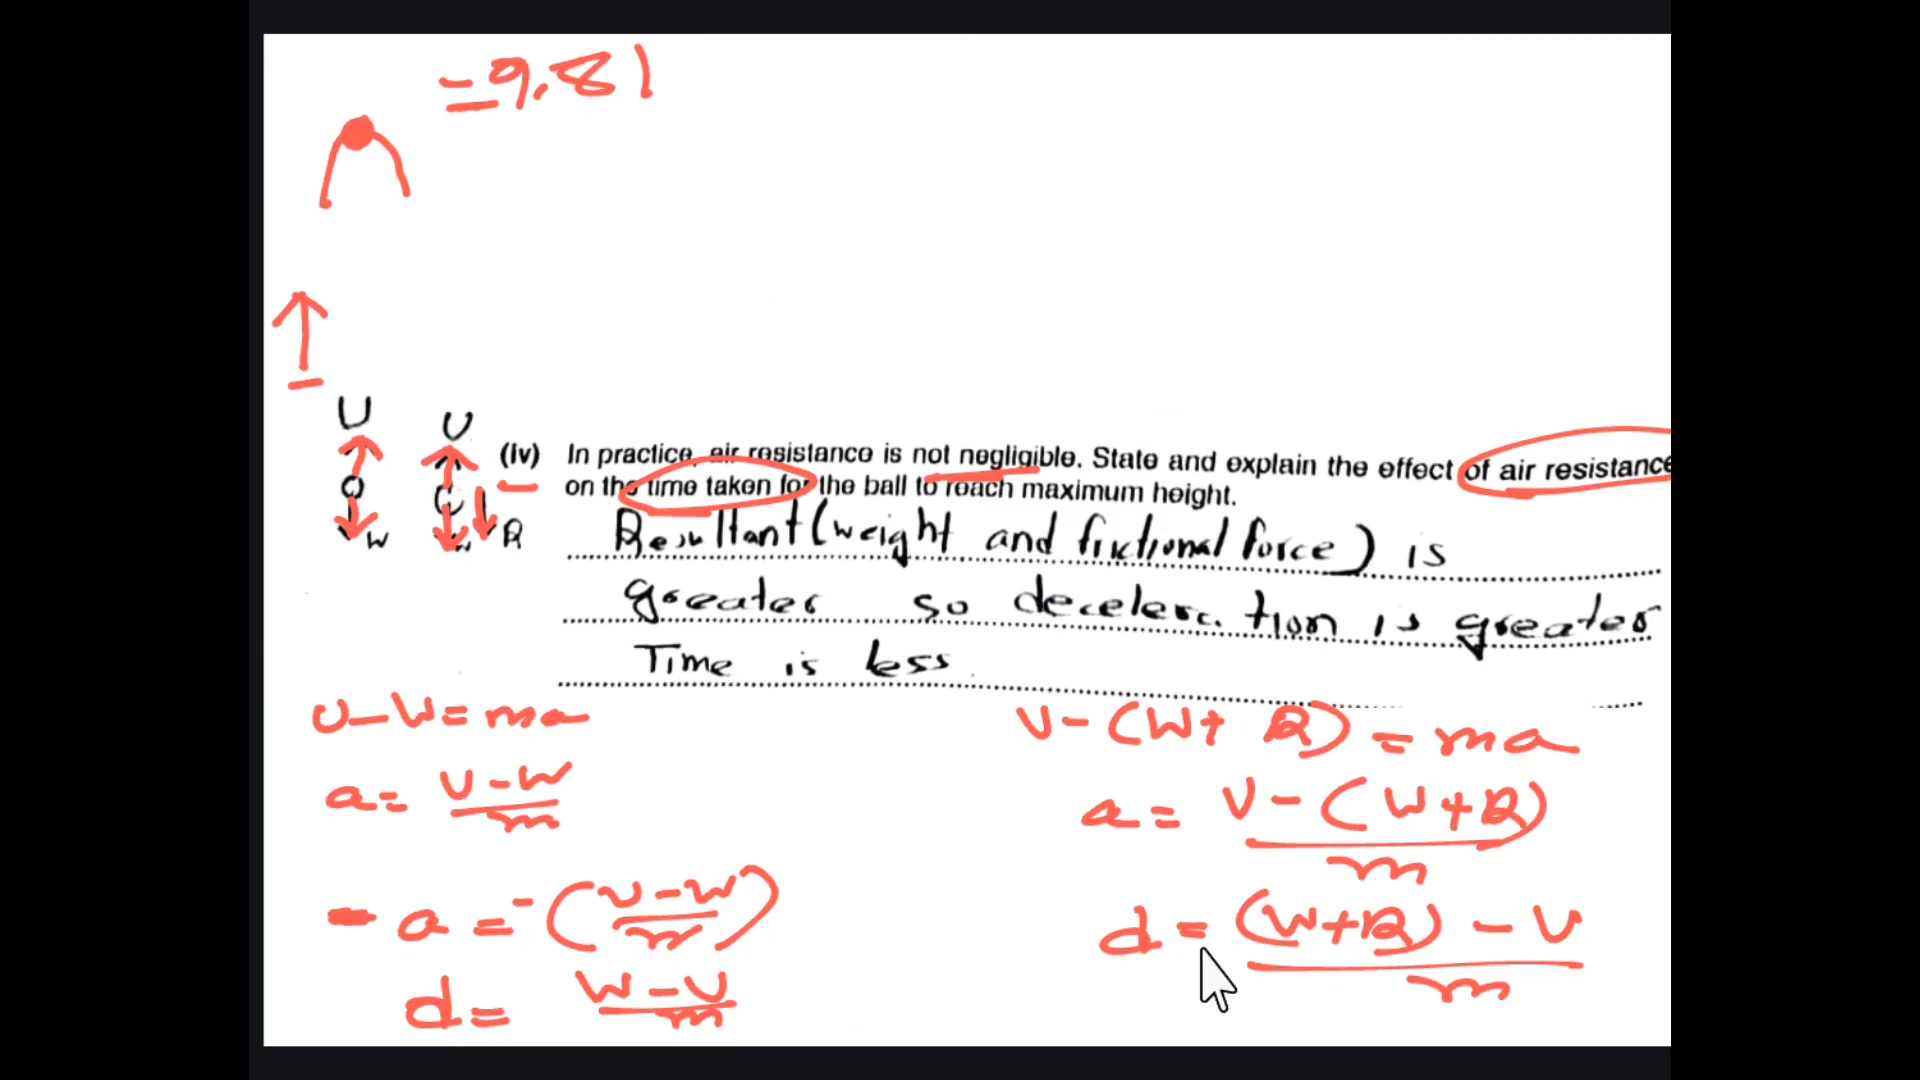 -9.81
U
U
(iv) In practice, air resistance is not negligible. State and explain the effect of air resistance
on the time taken for the ball to reach maximum height.
W
W
R
Resultant (weight and frictional force) is
greater so deceleration is greater
Time is less
U-W=ma
U-(W+R)=ma
a= U-W
m
a= U-(W+R)
m
-a=-(U-W
m)
d= (W+R)-U
m
d= W-U
m